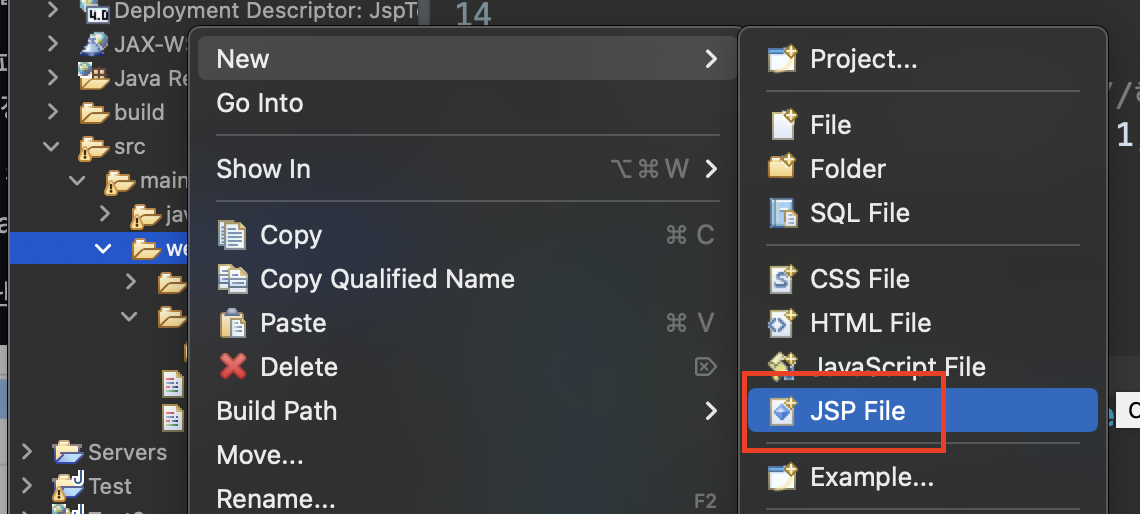 Deployment Descriptor: JspTe
JAX-WS
Java Re
build
src
main
jav
we
Servers
Test
14
New
Go Into
Show In ⌥⌘W
Copy ⌘ C
Copy Qualified Name
Paste ⌘ V
Delete
Build Path
Move...
Rename... F2
Project...
File
Folder
SQL File
CSS File
HTML File
JavaScript File
JSP File
Example...
1